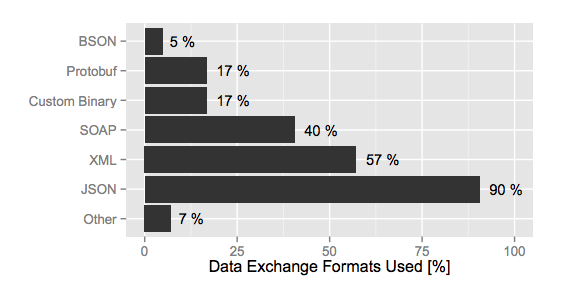 BSON 5 %
Protobuf 17 %
Custom Binary 17 %
SOAP 40 %
XML 57 %
JSON 90 %
Other 7 %
0 25 50 75 100
Data Exchange Formats Used [%]